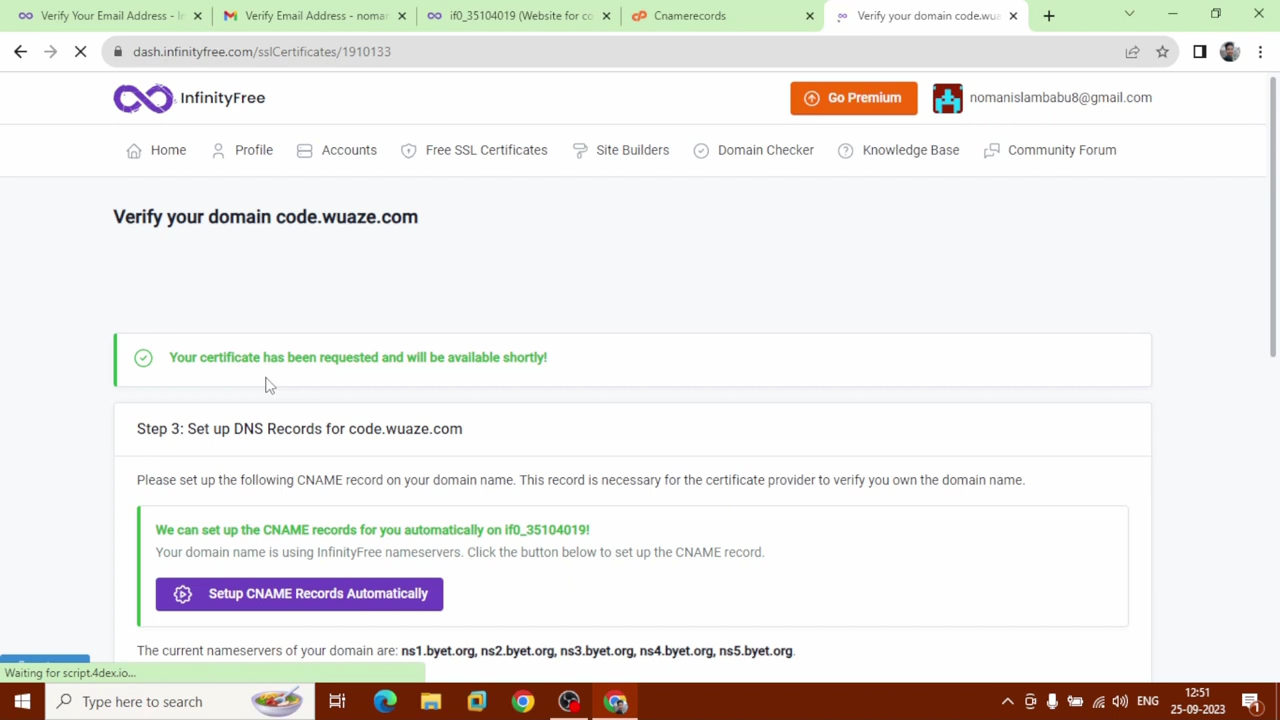 Verify Your Email Address - In
Verify Email Address - noman
if0_35104019 (Website for co
Cnamerecords
Verify your domain code.wuaz
dash.infinityfree.com/sslCertificates/1910133
InfinityFree
Go Premium
nomanislambabu8@gmail.com
Home
Profile
Accounts
Free SSL Certificates
Site Builders
Domain Checker
Knowledge Base
Community Forum
Verify your domain code.wuaze.com
Your certificate has been requested and will be available shortly!
Step 3: Set up DNS Records for code.wuaze.com
Please set up the following CNAME record on your domain name. This record is necessary for the certificate provider to verify you own the domain name.
We can set up the CNAME records for you automatically on if0_35104019!
Your domain name is using InfinityFree nameservers. Click the button below to set up the CNAME record.
Setup CNAME Records Automatically
The current nameservers of your domain are: ns1.byet.org, ns2.byet.org, ns3.byet.org, ns4.byet.org, ns5.byet.org.
Waiting for script.4dex.io...
Type here to search
ENG
12:51
25-09-2023
1